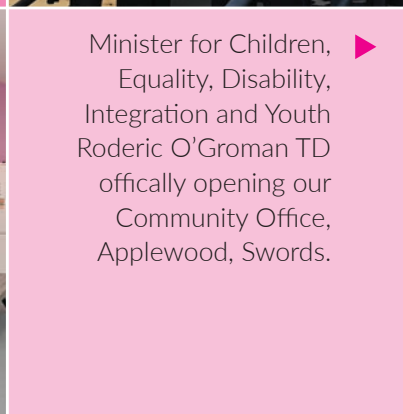 Minister for Children,
Equality, Disability,
Integration and Youth
Roderic O’Groman TD
offically opening our
Community Office,
Applewood, Swords.